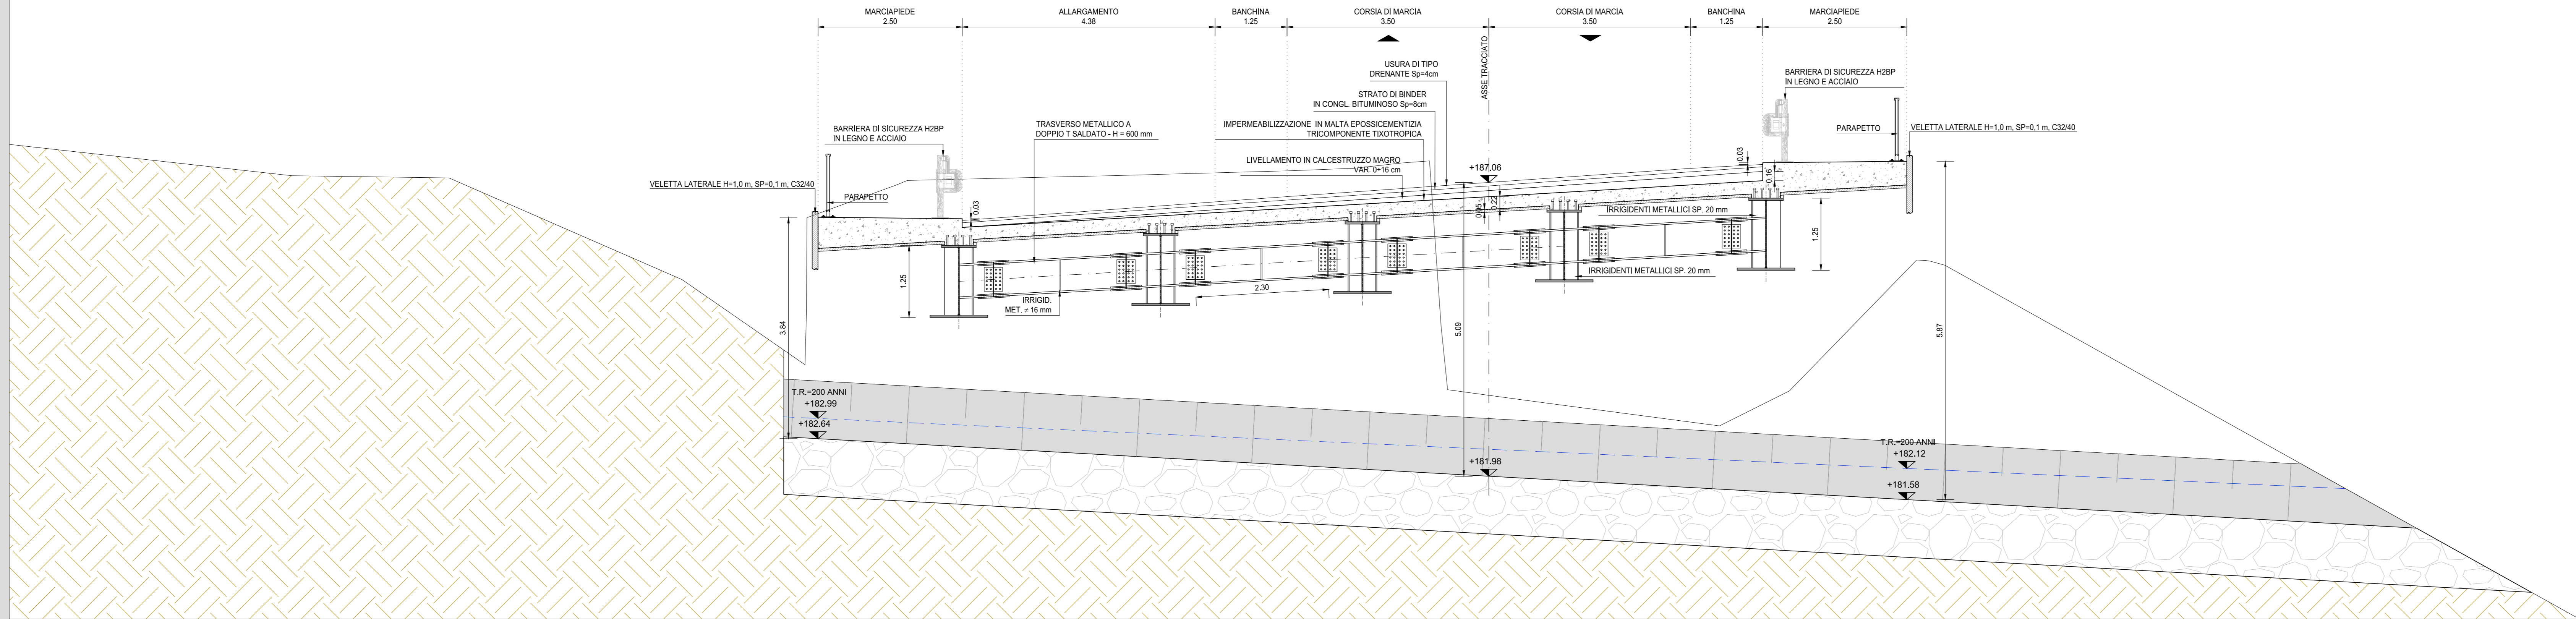 MARCIAPIEDE
2.50
ALLARGAMENTO
4.38
BANCHINA
1.25
CORSIA DI MARCIA
3.50
CORSIA DI MARCIA
3.50
BANCHINA
1.25
MARCIAPIEDE
2.50
ASSE TRACCIATO
USURA DI TIPO
DRENANTE Sp=4cm
STRATO DI BINDER
IN CONGL. BITUMINOSO Sp=8cm
IMPERMEABILIZZAZIONE IN MALTA EPOSSICEMENTIZIA
TRICOMPONENTE TIXOTROPICA
LIVELLAMENTO IN CALCESTRUZZO MAGRO
VAR. 0÷16 cm
TRASVERSO METALLICO A
DOPPIO T SALDATO - H = 600 mm
BARRIERA DI SICUREZZA H2BP
IN LEGNO E ACCIAIO
VELETTA LATERALE H=1,0 m, SP=0,1 m, C32/40
PARAPETTO
BARRIERA DI SICUREZZA H2BP
IN LEGNO E ACCIAIO
PARAPETTO
VELETTA LATERALE H=1,0 m, SP=0,1 m, C32/40
+187.06
0.03
0.16
0.03
0.05
0.22
IRRIGIDENTI METALLICI SP. 20 mm
1.25
1.25
IRRIGIDENTI METALLICI SP. 20 mm
2.30
IRRIGID.
MET. ≠ 16 mm
3.84
5.09
5.87
T.R.=200 ANNI
+182.99
+182.64
+181.98
T.R.=200 ANNI
+182.12
+181.58